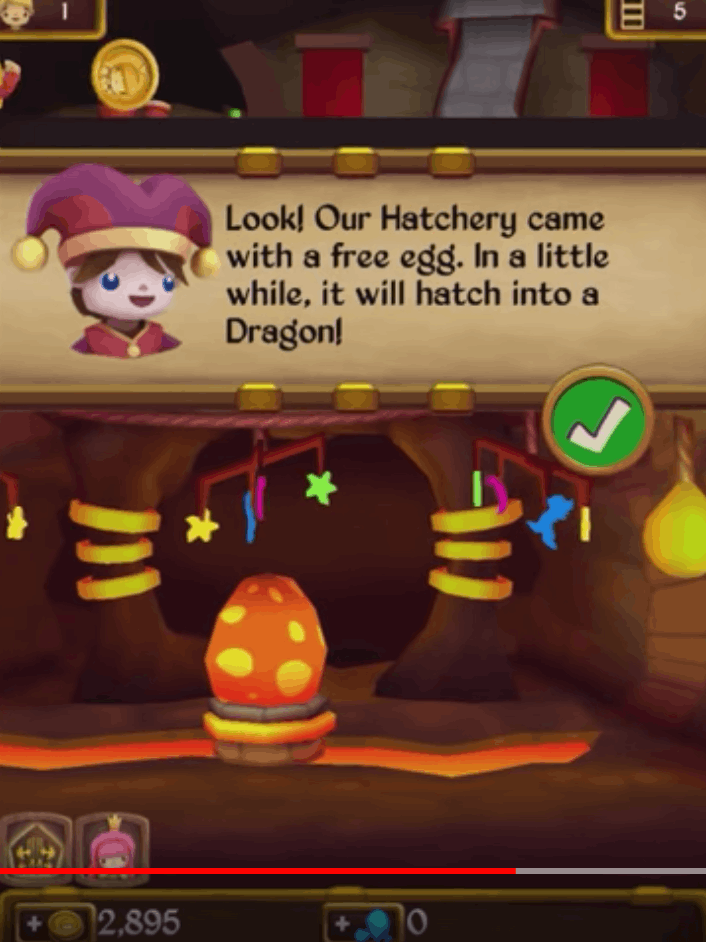 1
5
Look! Our Hatchery came
with a free egg. In a little
while, it will hatch into a
Dragon!
+ 2,895
+ 0